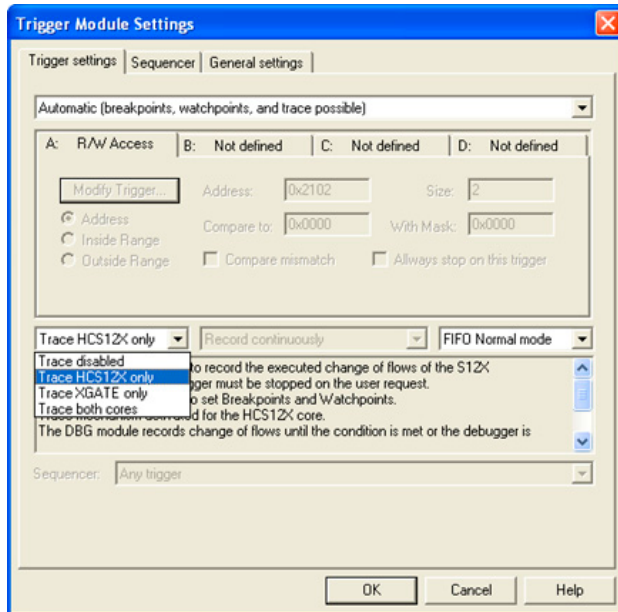 Trigger Module Settings
Trigger settings Sequencer General settings
Automatic (breakpoints, watchpoints, and trace possible)
A: R/W Access B: Not defined C: Not defined D: Not defined
Modify Trigger... Address: 0x2102 Size: 2
Address Compare to: 0x0000 With Mask: 0x0000
Inside Range
Outside Range Compare mismatch Allways stop on this trigger
Trace HCS12X only Record continuously FIFO Normal mode
Trace disabled
Trace HCS12X only
Trace XGATE only
Trace both cores
to record the executed change of flows of the S12X
must be stopped on the user request.
set Breakpoints and Watchpoints.
for the HCS12X core.
The DBG module records change of flows until the condition is met or the debugger is
Sequencer: Any trigger
OK Cancel Help